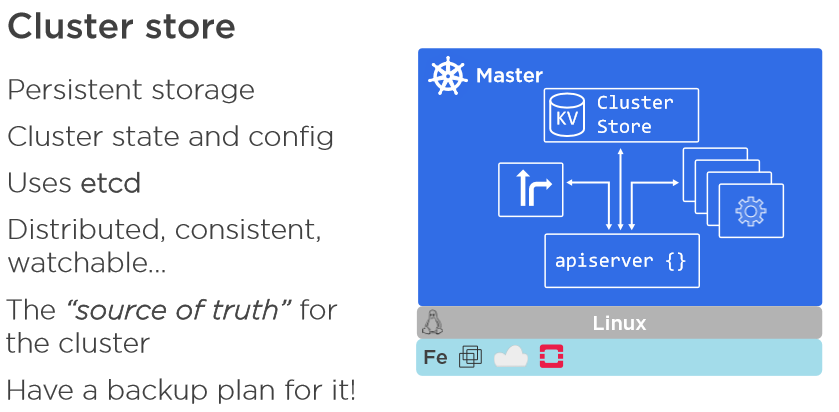 Cluster store
Persistent storage
Cluster state and config
Uses etcd
Distributed, consistent,
watchable...
The “source of truth” for
the cluster
Have a backup plan for it!
Master
KV
Cluster
Store
apiserver {}
Linux
Fe